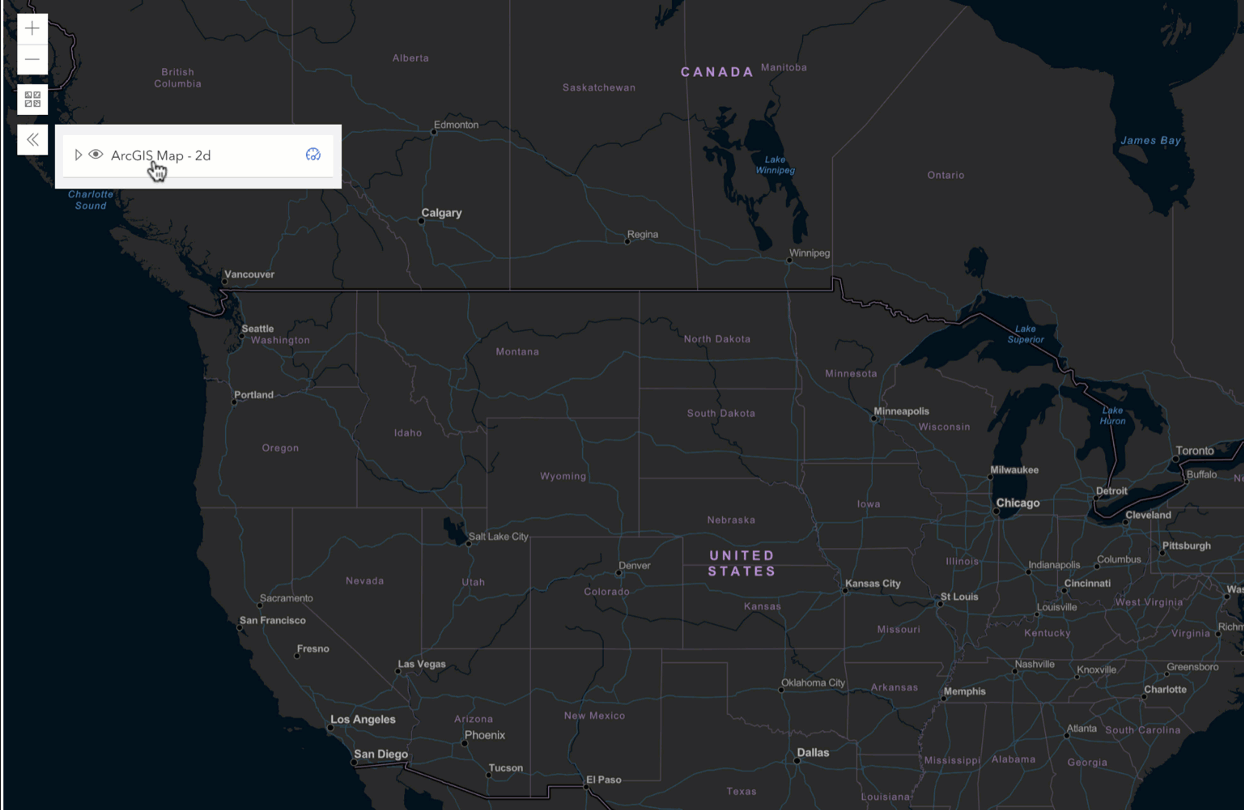 Alberta
British
Columbia
CANADA
Manitoba
Saskatchewan
Edmonton
James Bay
ArcGIS Map - 2d
Lake
Winnipeg
Ontario
Charlotte
Sound
Calgary
Regina
Winnipeg
Vancouver
Seattle
Washington
Lake
Superior
North Dakota
Montana
Minnesota
Portland
Minneapolis
South Dakota
Lake
Huron
Wisconsin
Idaho
Oregon
Toronto
Milwaukee
Buffalo
Wyoming
Detroit
Chicago
Iowa
Cleveland
Nebraska
Salt Lake City
Pittsburgh
UNITED
STATES
Illinois
Columbus
Denver
Indianapolis
Nevada
Utah
Kansas City
Cincinnati
Colorado
St Louis
Sacramento
West Virginia
Kansas
Louisville
San Francisco
Missouri
Kentucky
Virginia
Fresno
Las Vegas
Nashville
Knoxville
Greensboro
Oklahoma City
Arkansas
Memphis
Charlotte
New Mexico
Los Angeles
Arizona
Phoenix
Atlanta
South Carolina
San Diego
Dallas
Mississippi
Alabama
Georgia
Tucson
El Paso
Texas
Louisiana